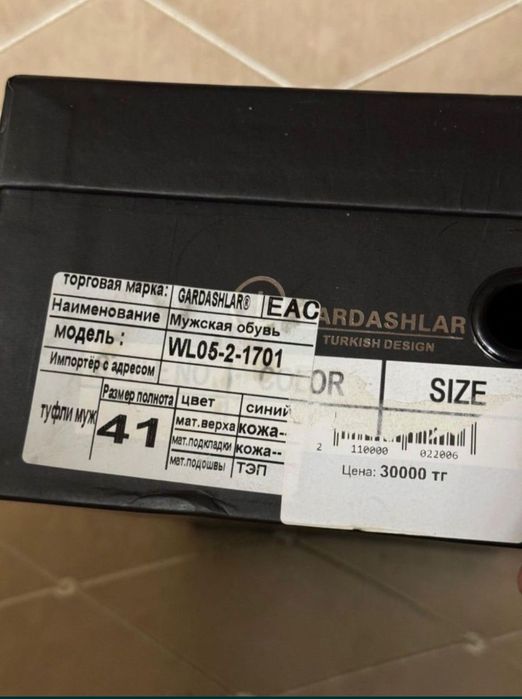 торговая марка: GARDASHLAR® EAC
Наименование Мужская обувь
модель : WL05-2-1701
Импортёр с адресом
туфли муж
Размер полнота
41
цвет синий
мат.верха кожа--
мат.подкладки кожа--
мат.подошвы ТЭП
ARDASHLAR
TURKISH DESIGN
SIZE
2 110000 022006
Цена: 30000 тг